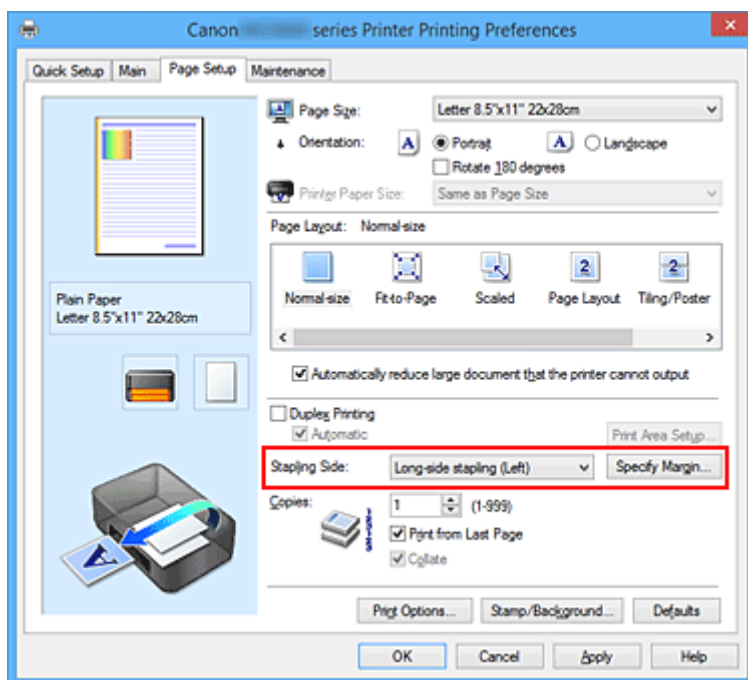 Canon series Printer Printing Preferences
Quick Setup Main Page Setup Maintenance
Page Size: Letter 8.5"x11" 22x28cm
Orientation: A Portrait A Landscape
Rotate 180 degrees
Printer Paper Size: Same as Page Size
Page Layout: Normal-size
2 2
Normal-size Fit-to-Page Scaled Page Layout Tiling/Poster
Plain Paper
Letter 8.5"x11" 22x28cm
Automatically reduce large document that the printer cannot output
Duplex Printing
Automatic Print Area Setup...
Stapling Side: Long-side stapling (Left) Specify Margin...
Copies: 1 (1-999)
Print from Last Page
Collate
A
Print Options... Stamp/Background... Defaults
OK Cancel Apply Help